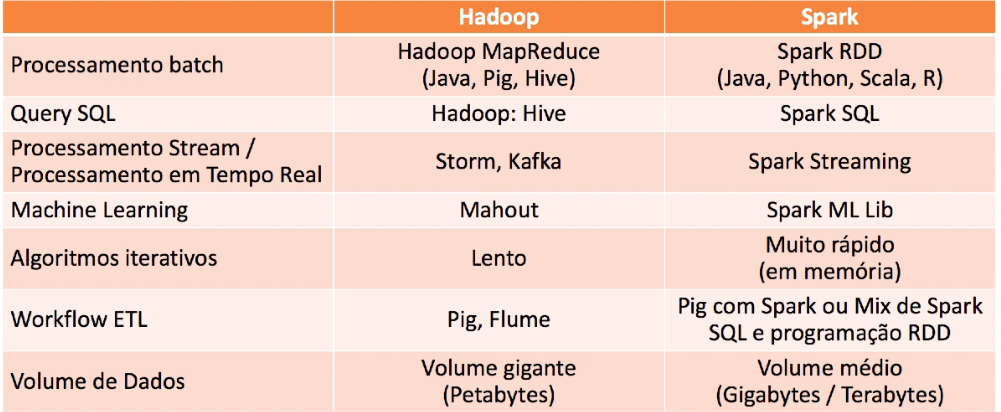 Hadoop Spark
Processamento batch
Hadoop MapReduce
(Java, Pig, Hive)
Spark RDD
(Java, Python, Scala, R)
Query SQL
Hadoop: Hive
Spark SQL
Processamento Stream /
Processamento em Tempo Real
Storm, Kafka
Spark Streaming
Machine Learning
Mahout
Spark ML Lib
Algoritmos iterativos
Lento
Muito rápido
(em memória)
Workflow ETL
Pig, Flume
Pig com Spark ou Mix de Spark
SQL e programação RDD
Volume de Dados
Volume gigante
(Petabytes)
Volume médio
(Gigabytes / Terabytes)